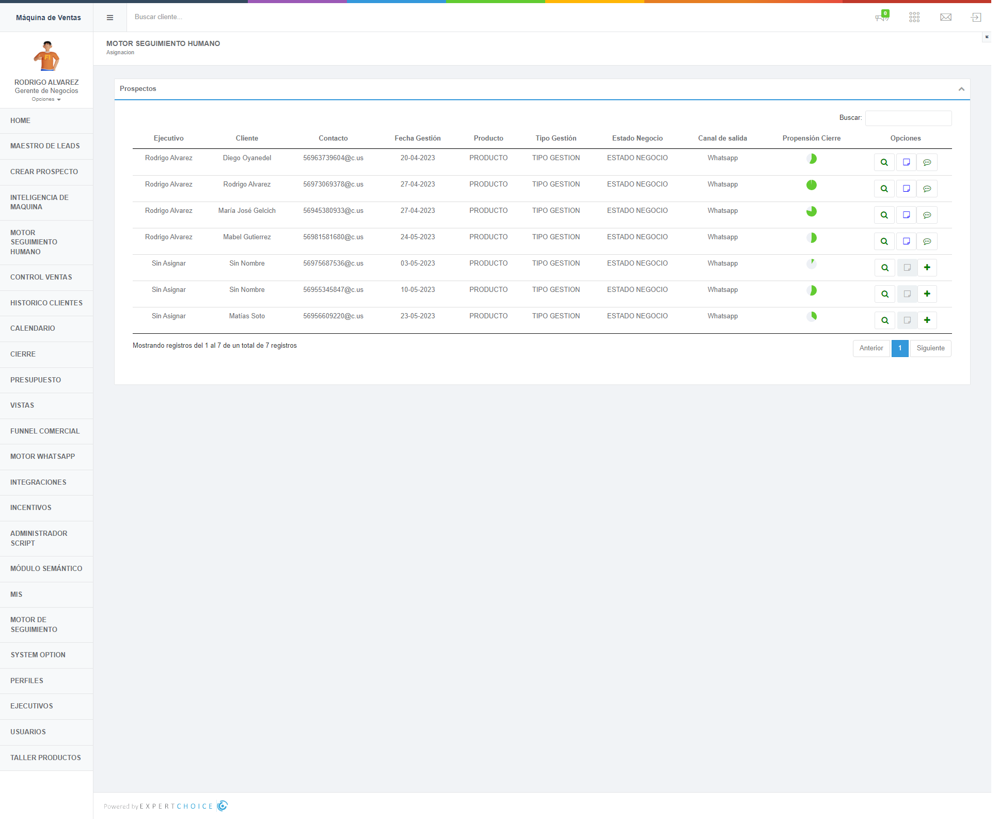 Máquina de Ventas
Buscar cliente...
0
RODRIGO ALVAREZ
Gerente de Negocios
Opciones
HOME
MAESTRO DE LEADS
CREAR PROSPECTO
INTELIGENCIA DE
MAQUINA
MOTOR
SEGUIMIENTO
HUMANO
CONTROL VENTAS
HISTORICO CLIENTES
CALENDARIO
CIERRE
PRESUPUESTO
VISTAS
FUNNEL COMERCIAL
MOTOR WHATSAPP
INTEGRACIONES
INCENTIVOS
ADMINISTRADOR
SCRIPT
MÓDULO SEMÁNTICO
MIS
MOTOR DE
SEGUIMIENTO
SYSTEM OPTION
PERFILES
EJECUTIVOS
USUARIOS
TALLER PRODUCTOS
MOTOR SEGUIMIENTO HUMANO
Asignacion
Prospectos
Buscar:
Ejecutivo Cliente Contacto Fecha Gestión Producto Tipo Gestión Estado Negocio Canal de salida Propensión Cierre Opciones
Rodrigo Alvarez Diego Oyanedel 56963739604@c.us 20-04-2023 PRODUCTO TIPO GESTION ESTADO NEGOCIO Whatsapp
Rodrigo Alvarez Rodrigo Alvarez 56973069378@c.us 27-04-2023 PRODUCTO TIPO GESTION ESTADO NEGOCIO Whatsapp
Rodrigo Alvarez María José Gelcich 56945380933@c.us 27-04-2023 PRODUCTO TIPO GESTION ESTADO NEGOCIO Whatsapp
Rodrigo Alvarez Mabel Gutierrez 56981581680@c.us 24-05-2023 PRODUCTO TIPO GESTION ESTADO NEGOCIO Whatsapp
Sin Asignar Sin Nombre 56975687536@c.us 03-05-2023 PRODUCTO TIPO GESTION ESTADO NEGOCIO Whatsapp
Sin Asignar Sin Nombre 56955345847@c.us 10-05-2023 PRODUCTO TIPO GESTION ESTADO NEGOCIO Whatsapp
Sin Asignar Matías Soto 56956609220@c.us 23-05-2023 PRODUCTO TIPO GESTION ESTADO NEGOCIO Whatsapp
Mostrando registros del 1 al 7 de un total de 7 registros
Anterior 1 Siguiente
Powered by EXPERTCHOICE